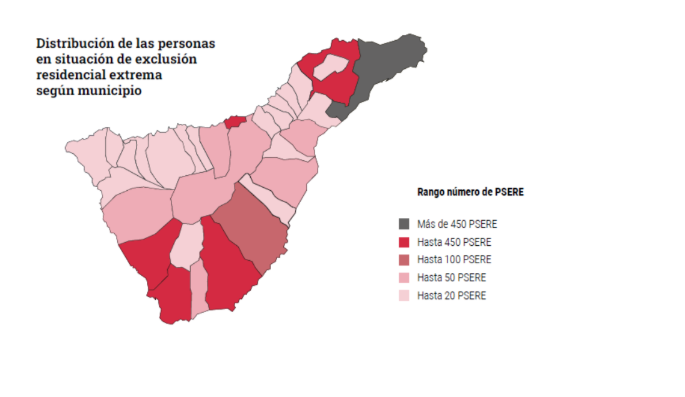 Distribución de las personas
en situación de exclusión
residencial extrema
según municipio
Rango número de PSERE
Más de 450 PSERE
Hasta 450 PSERE
Hasta 100 PSERE
Hasta 50 PSERE
Hasta 20 PSERE